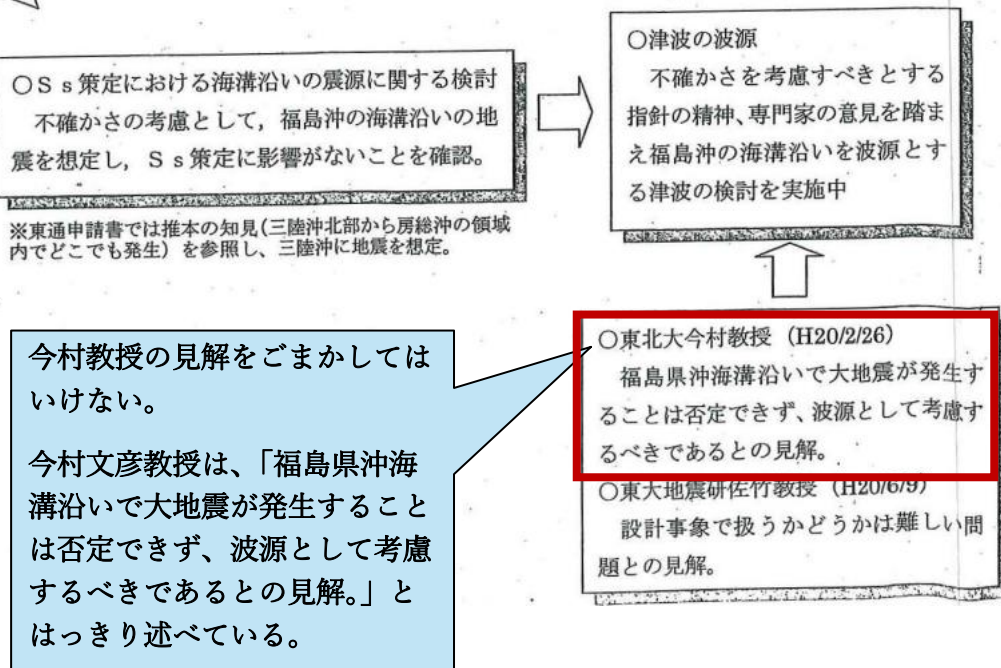 ○Ｓｓ策定における海溝沿いの震源に関する検討
不確かさの考慮として，福島沖の海溝沿いの地
震を想定し，Ｓｓ策定に影響がないことを確認。
※東通申請書では推本の知見(三陸沖北部から房総沖の領域
内でどこでも発生）を参照し、三陸沖に地震を想定。
○津波の波源
不確かさを考慮すべきとする
指針の精神、専門家の意見を踏ま
え福島沖の海溝沿いを波源とす
る津波の検討を実施中
○東北大今村教授（H20/2/26）
福島県沖海溝沿いで大地震が発生す
ることは否定できず、波源として考慮す
るべきであるとの見解。
○東大地震研佐竹教授（H20/6/9）
設計事象で扱うかどうかは難しい問
題との見解。
今村教授の見解をごまかしては
いけない。
今村文彦教授は、「福島県沖海
溝沿いで大地震が発生すること
は否定できず、波源として考慮
するべきであるとの見解。」と
はっきり述べている。